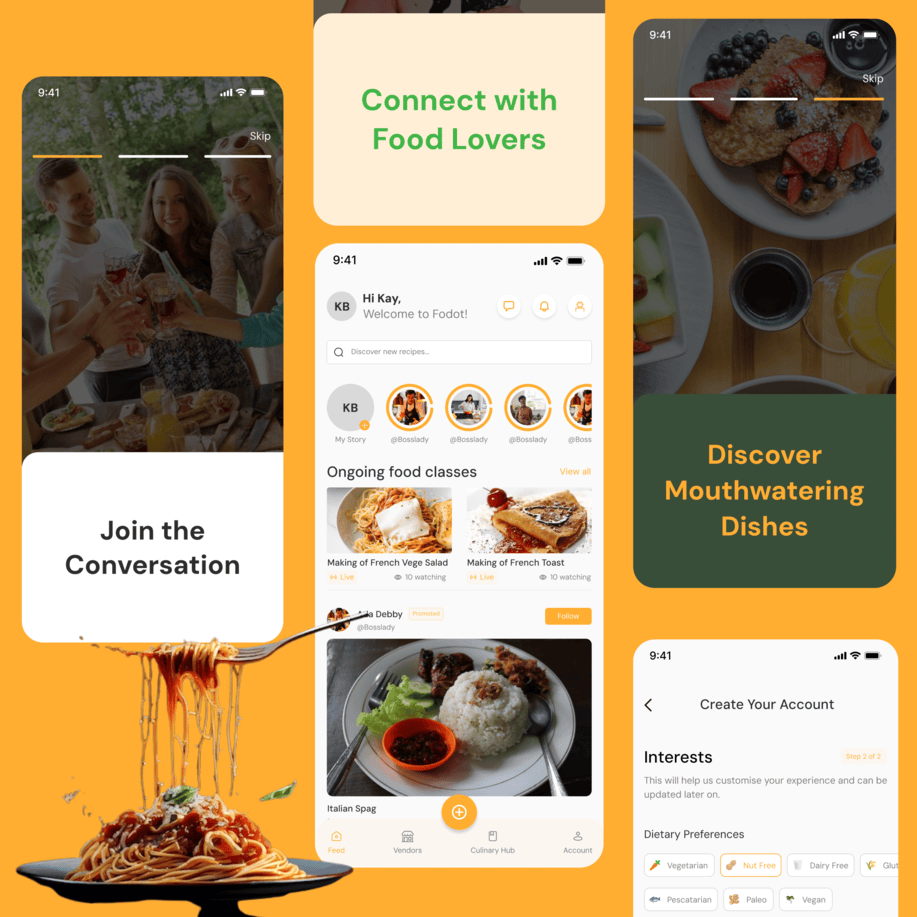 9:41
Skip
Join the
Conversation
Connect with
Food Lovers
9:41
KB
Hi Kay,
Welcome to Fodot!
Discover new recipes...
KB
My Story
@Bosslady
@Bosslady
@Bosslady
@Boss
Ongoing food classes
View all
Making of French Vege Salad
Live
10 watching
Making of French Toast
Live
10 watching
Debby
Promoted
@Bosslady
Follow
Italian Spag
Feed
Vendors
Culinary Hub
Account
9:41
Skip
Discover
Mouthwatering
Dishes
9:41
Create Your Account
Interests
Step 2 of 2
This will help us customise your experience and can be
updated later on.
Dietary Preferences
Vegetarian
Nut Free
Dairy Free
Glut
Pescatarian
Paleo
Vegan